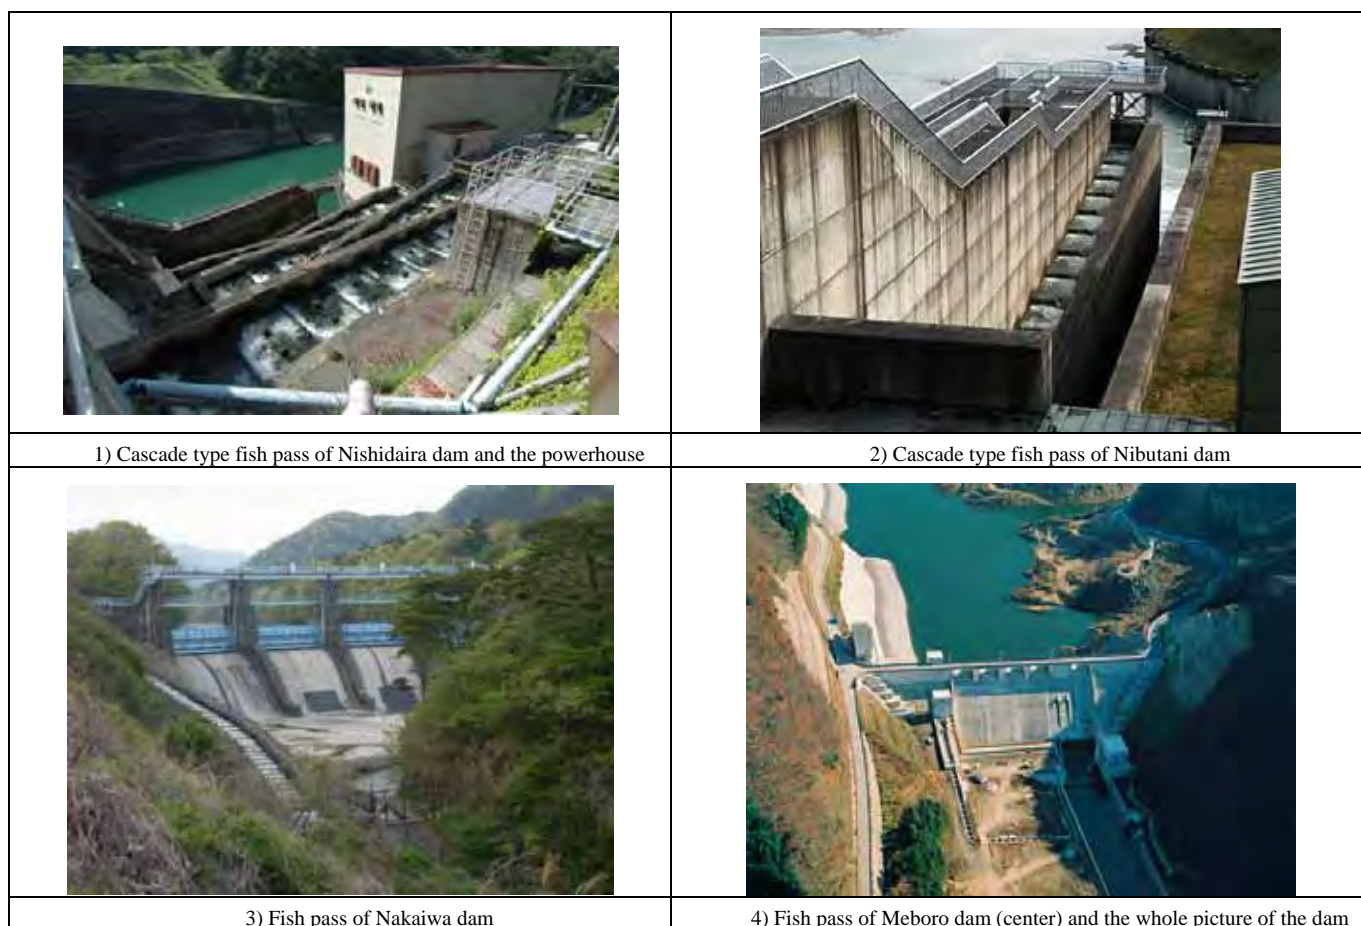 1) Cascade type fish pass of Nishidaira dam and the powerhouse
2) Cascade type fish pass of Nibutani dam
3) Fish pass of Nakaiwa dam
4) Fish pass of Meboro dam (center) and the whole picture of the dam